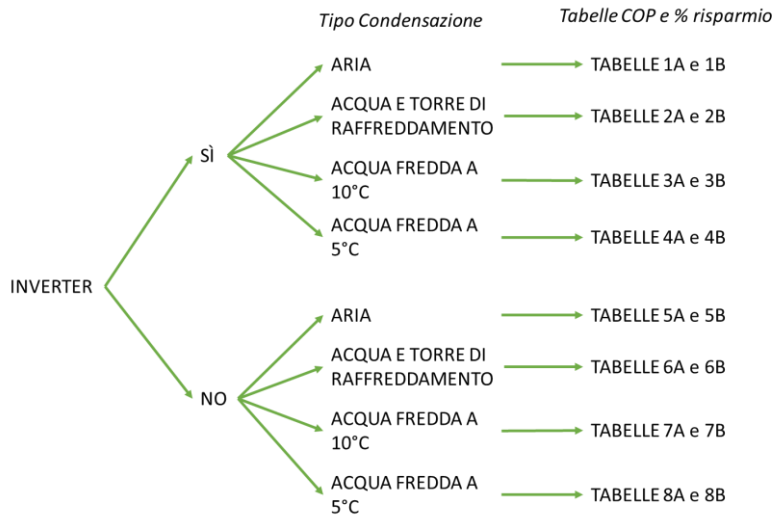 Tipo Condensazione
Tabelle COP e % risparmio
ARIA
TABELLE 1A e 1B
ACQUA E TORRE DI
RAFFREDDAMENTO
TABELLE 2A e 2B
SÌ
ACQUA FREDDA A
10°C
TABELLE 3A e 3B
ACQUA FREDDA A
5°C
TABELLE 4A e 4B
INVERTER
ARIA
TABELLE 5A e 5B
ACQUA E TORRE DI
RAFFREDDAMENTO
TABELLE 6A e 6B
NO
ACQUA FREDDA A
10°C
TABELLE 7A e 7B
ACQUA FREDDA A
5°C
TABELLE 8A e 8B